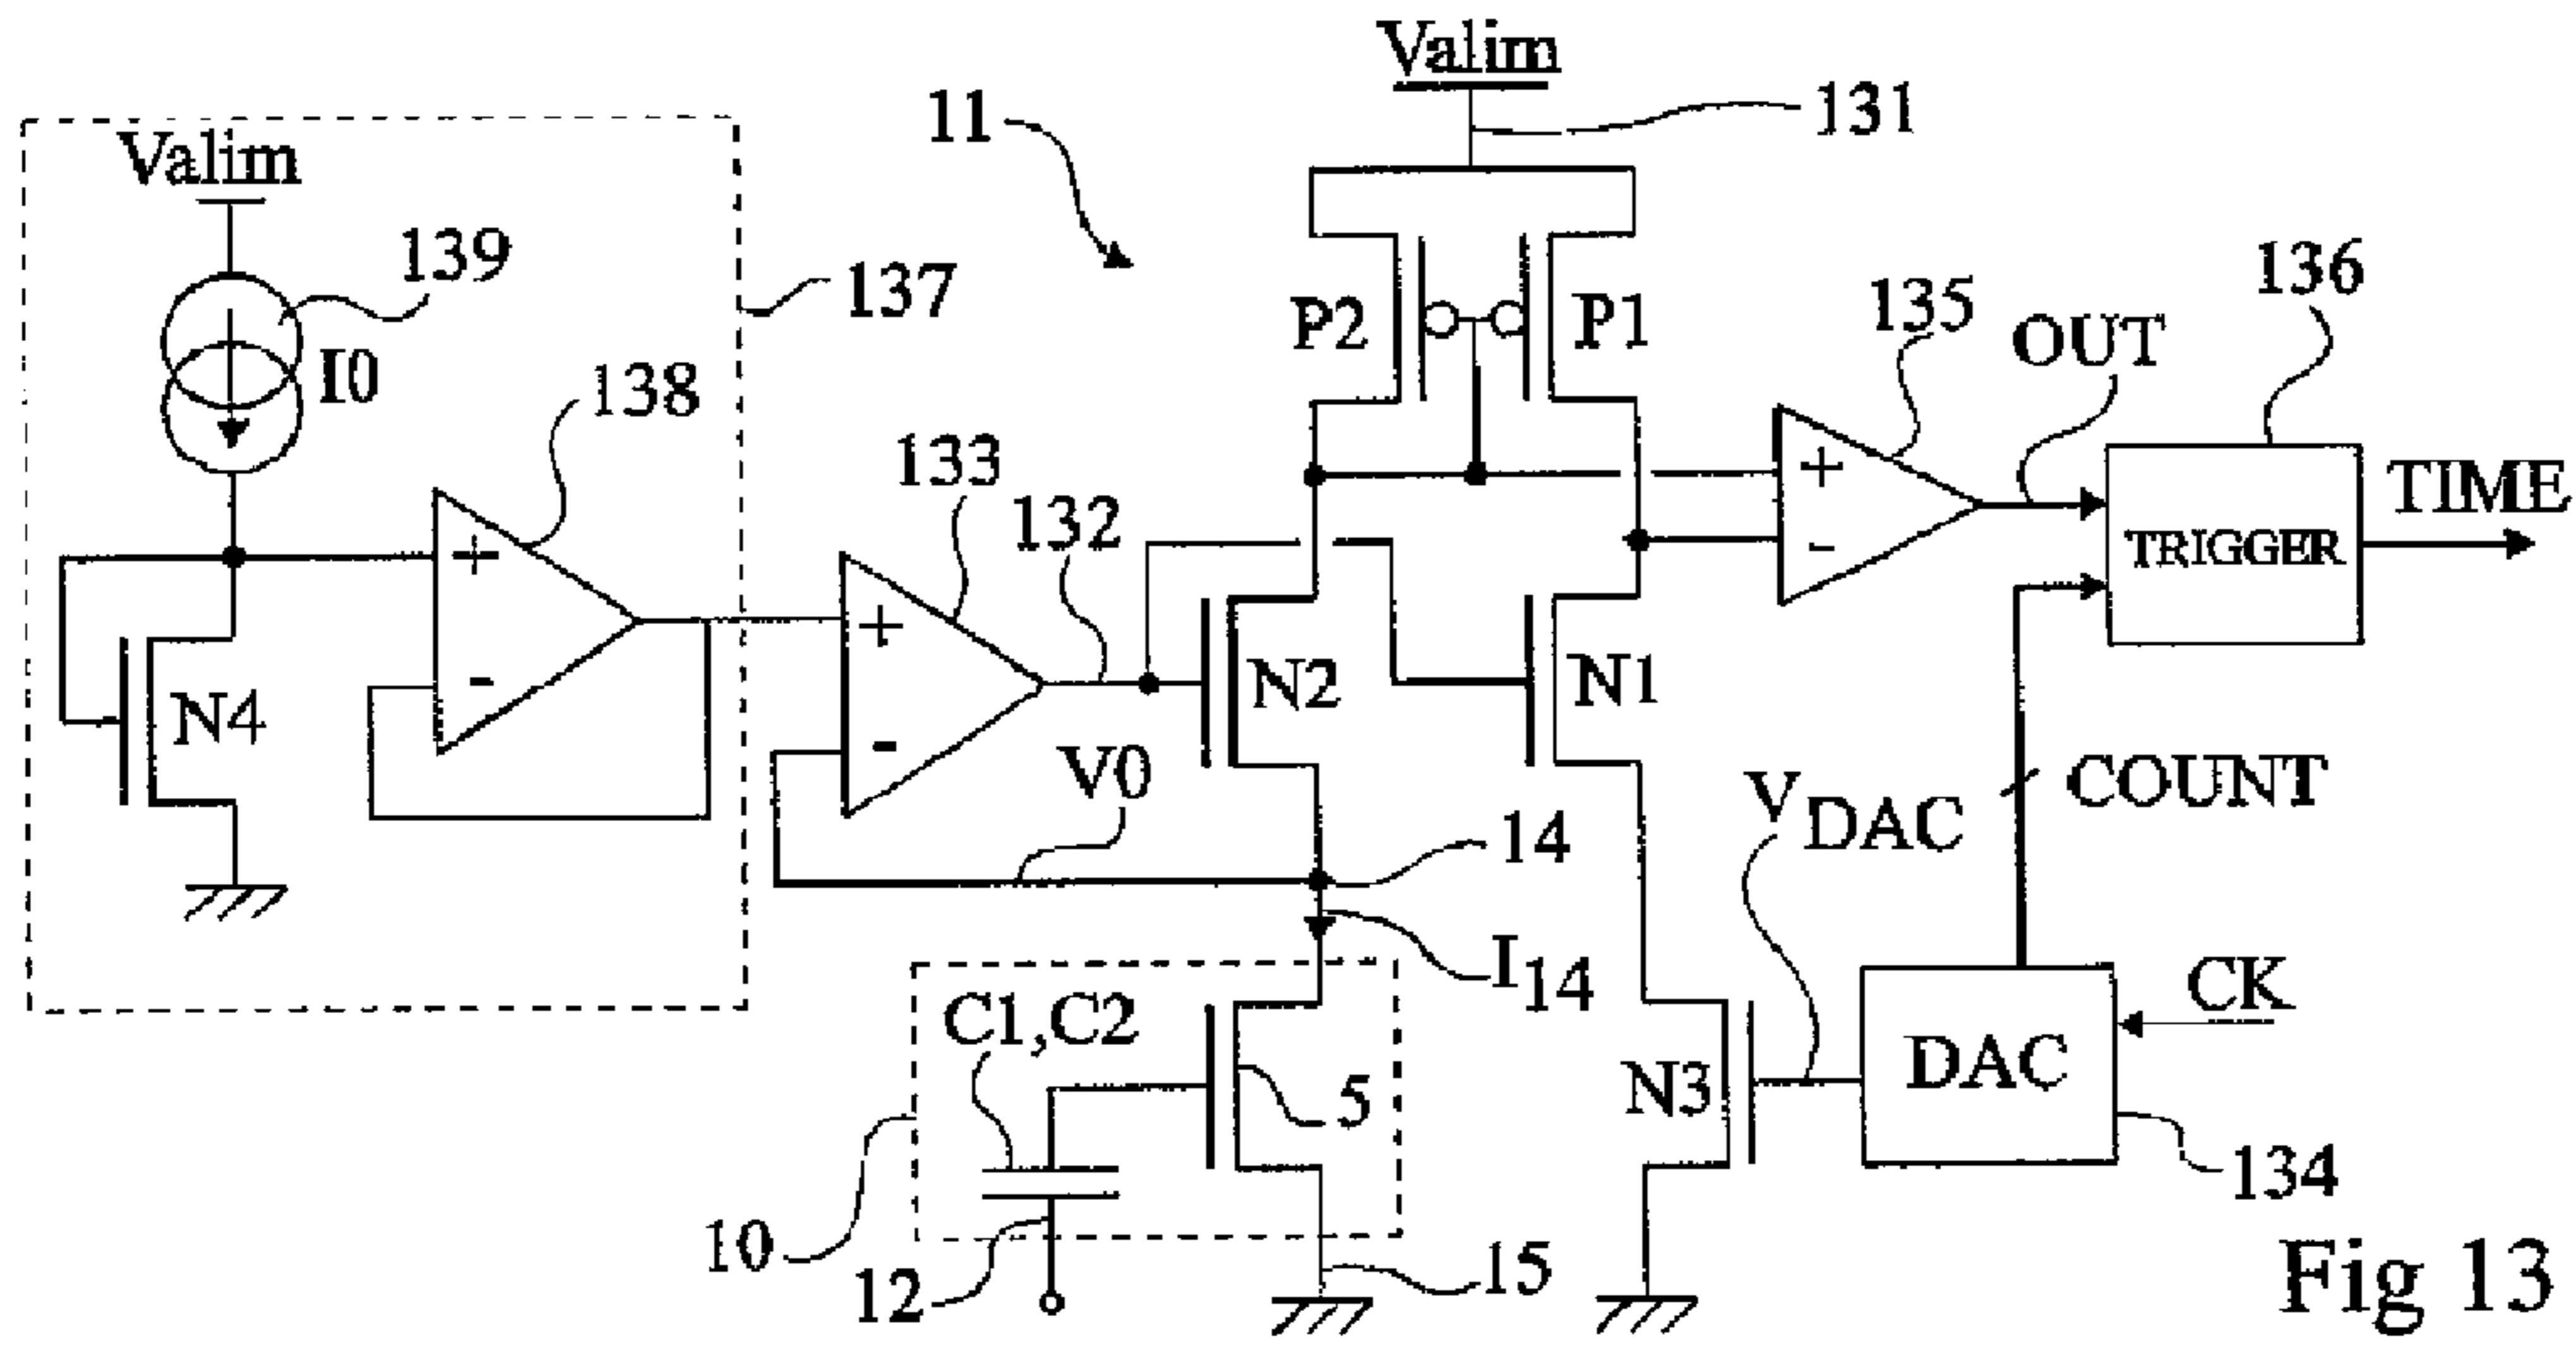 Valim
131
11
Valim
139
137
I0
138
P2
P1
135
OUT
136
133
132
+
-
TRIGGER
TIME
+
-
N4
+
-
N2
N1
V0
VDAC
COUNT
14
I14
C1,C2
5
N3
DAC
CK
134
10
12
15
Fig 13